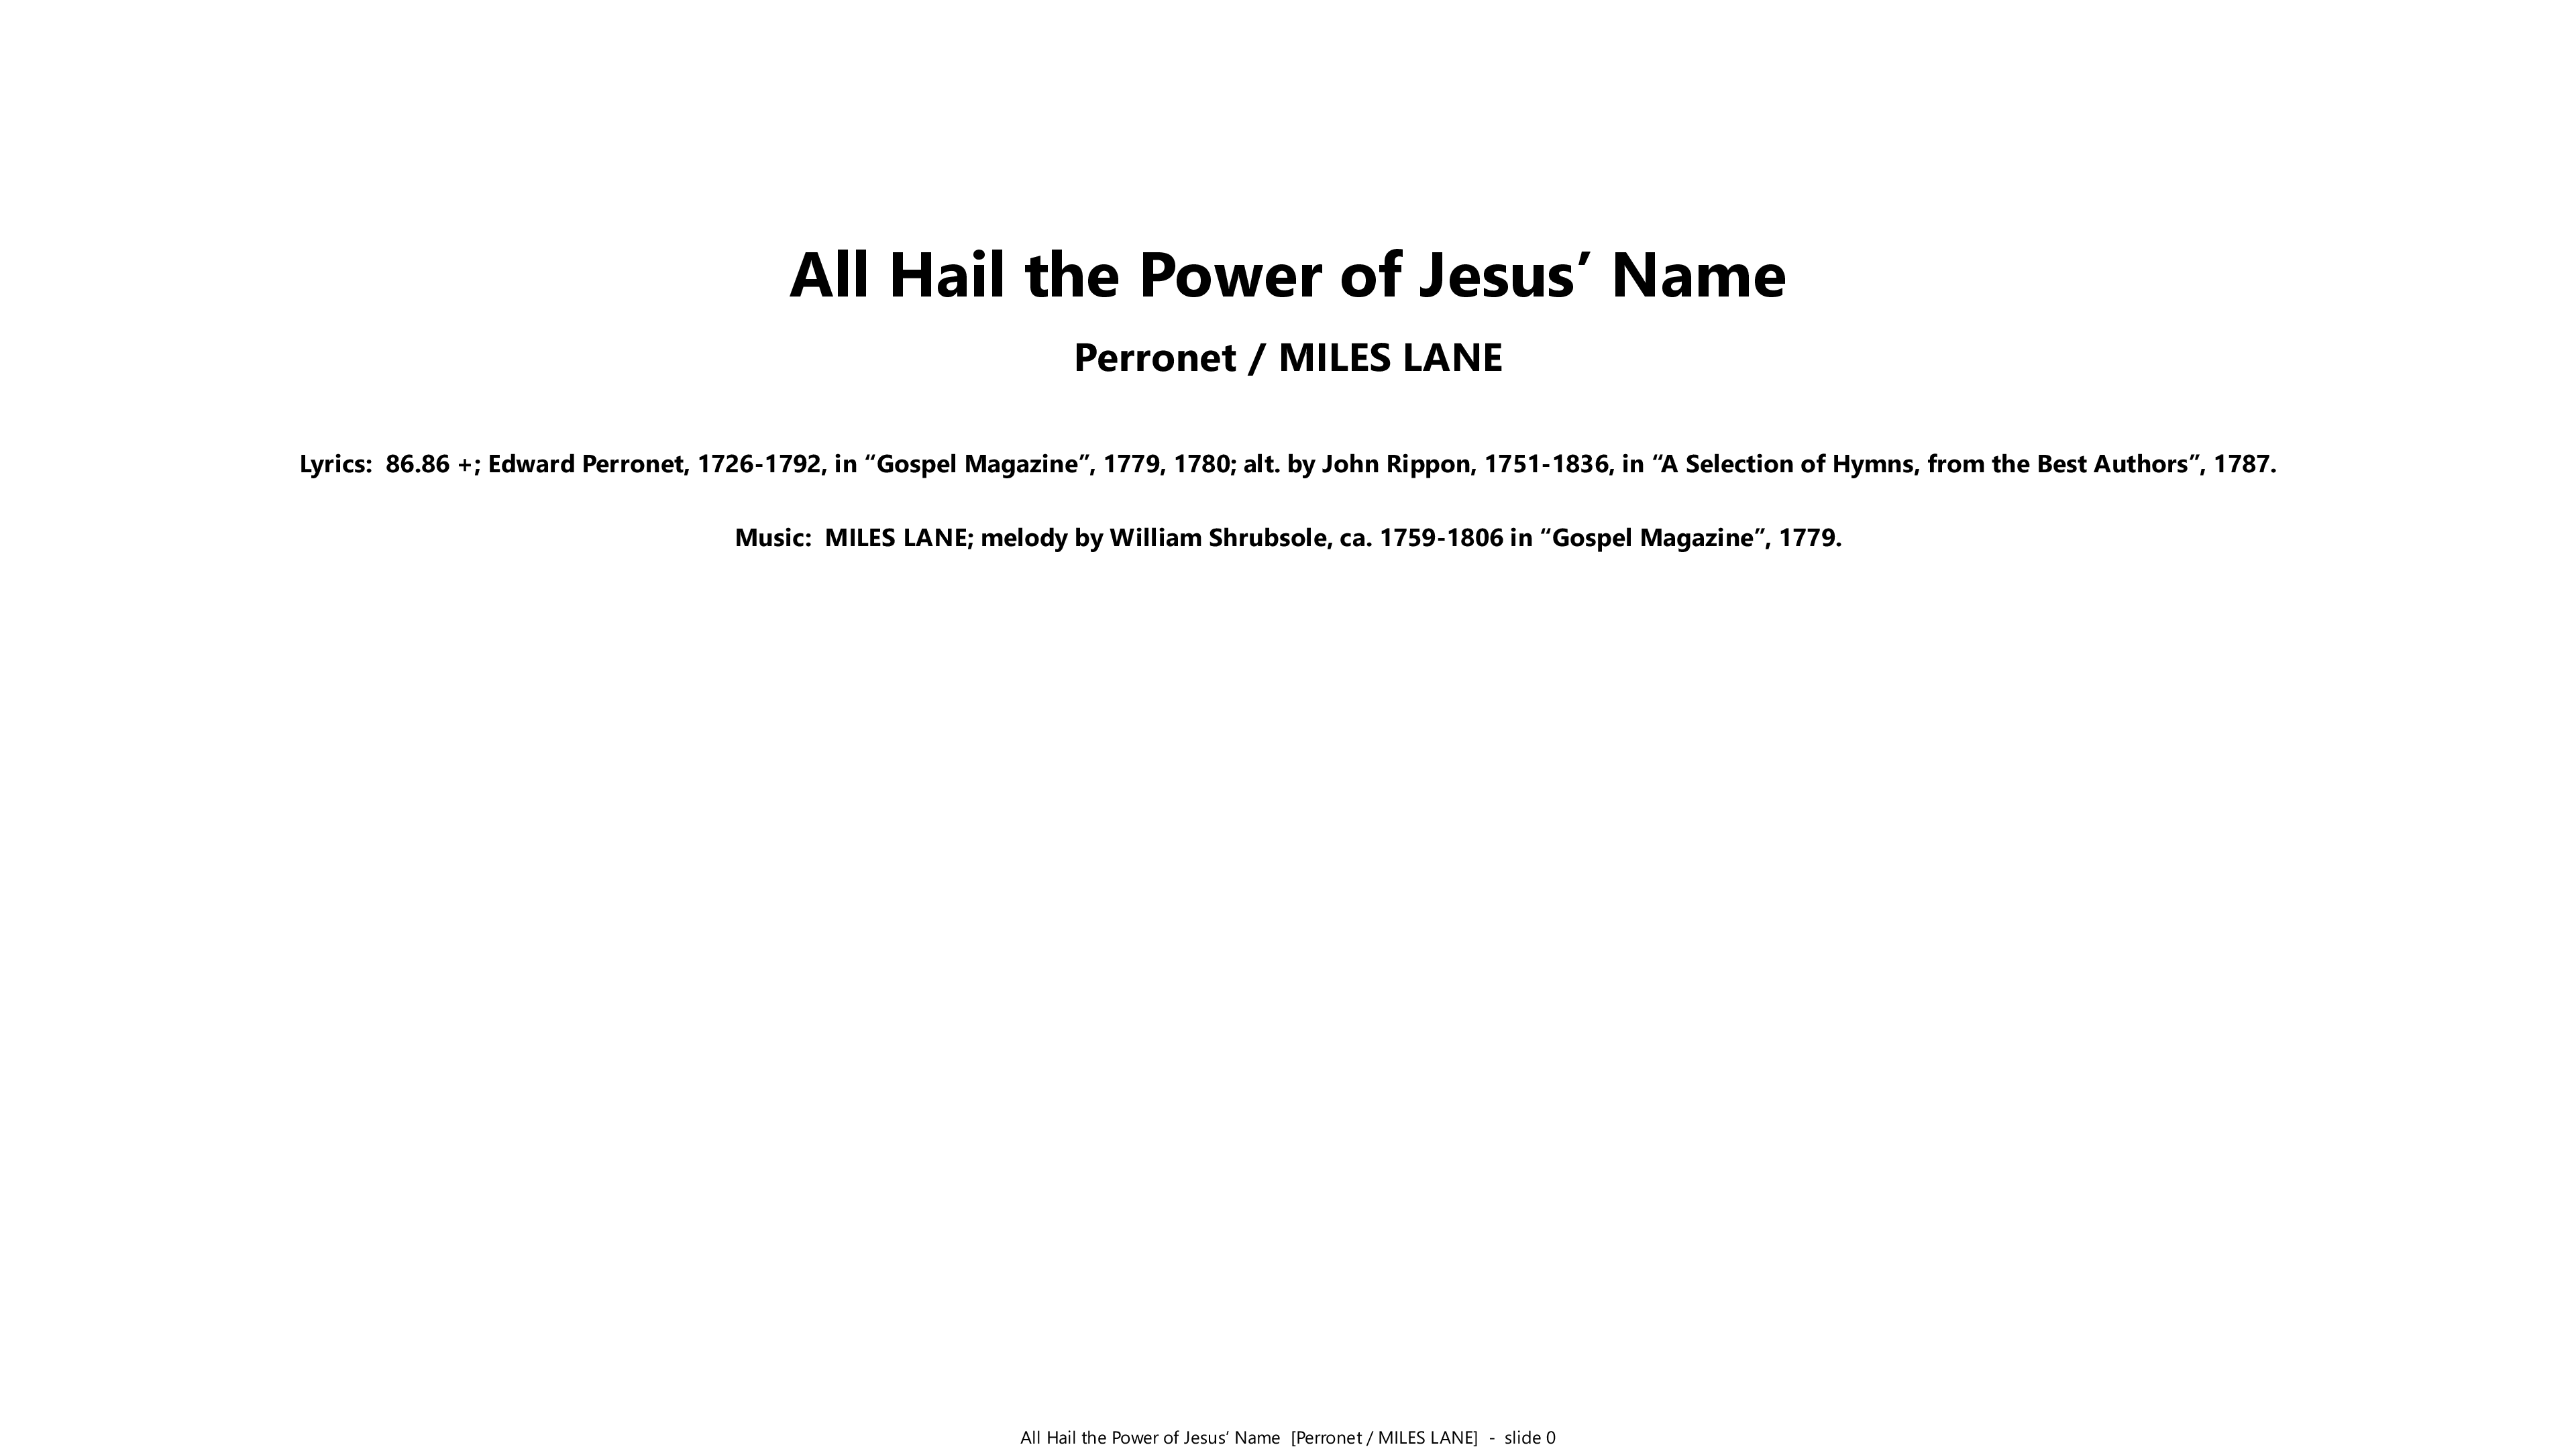 All Hail the Power of Jesus’ Name
Perronet / MILES LANE
Lyrics:  86.86 +; Edward Perronet, 1726-1792, in “Gospel Magazine”, 1779, 1780; alt. by John Rippon, 1751-1836, in “A Selection of Hymns, from the Best Authors”, 1787.
Music:  MILES LANE; melody by William Shrubsole, ca. 1759-1806 in “Gospel Magazine”, 1779.
All Hail the Power of Jesus’ Name  [Perronet / MILES LANE]  -  slide 0